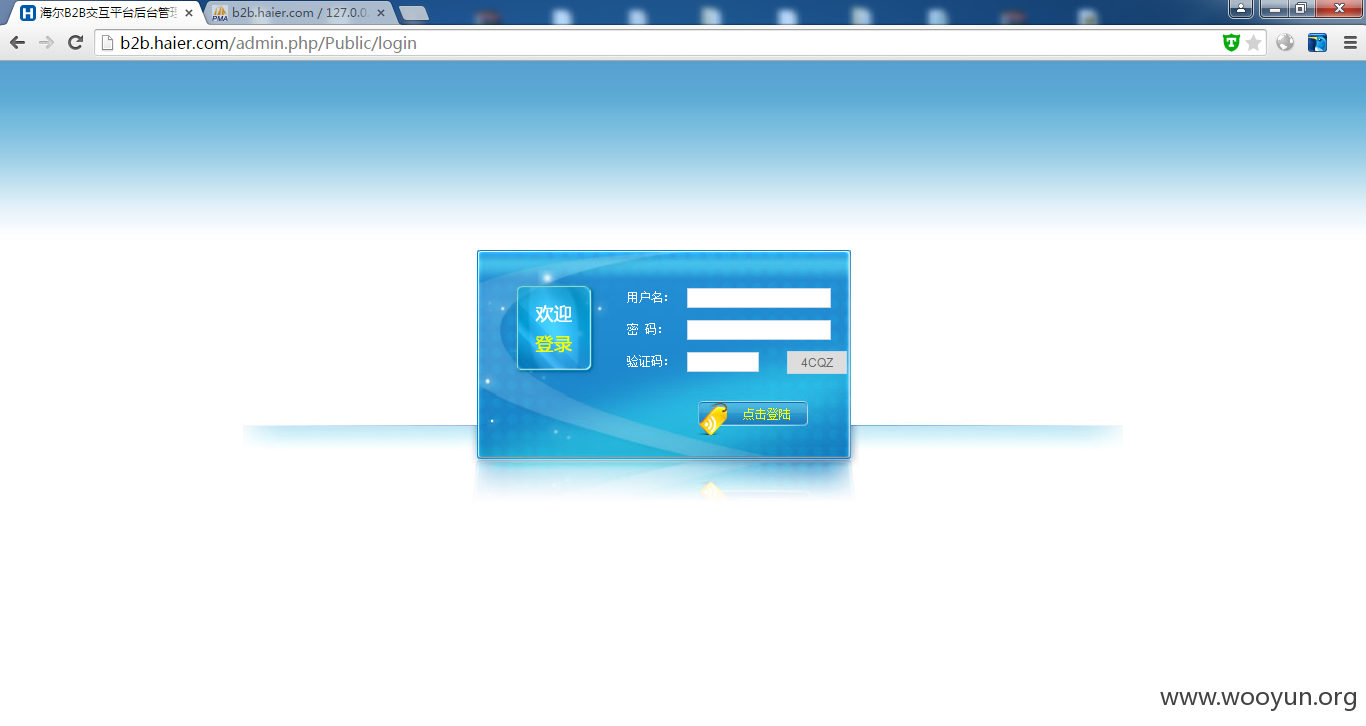 海尔B2B交互平台后台管理
b2b.haier.com / 127.0.0.
b2b.haier.com/admin.php/Public/login
欢迎
登录
用户名：
密 码：
验证码：
4CQZ
点击登陆
www.wooyun.org